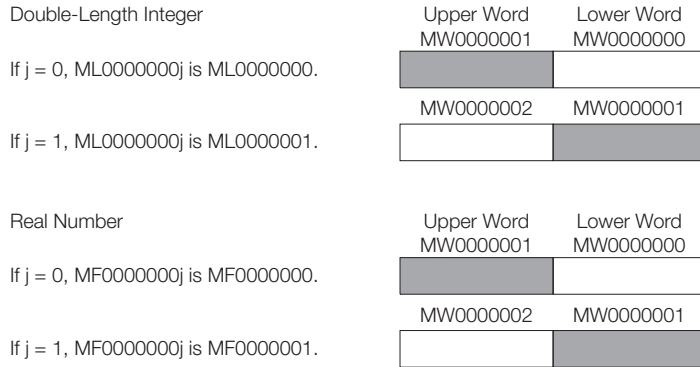 Double-Length Integer
Upper Word Lower Word
MW0000001 MW0000000
If j = 0, ML0000000j is ML0000000.
MW0000002 MW0000001
If j = 1, ML0000000j is ML0000001.
Real Number
Upper Word Lower Word
MW0000001 MW0000000
If j = 0, MF0000000j is MF0000000.
MW0000002 MW0000001
If j = 1, MF0000000j is MF0000001.